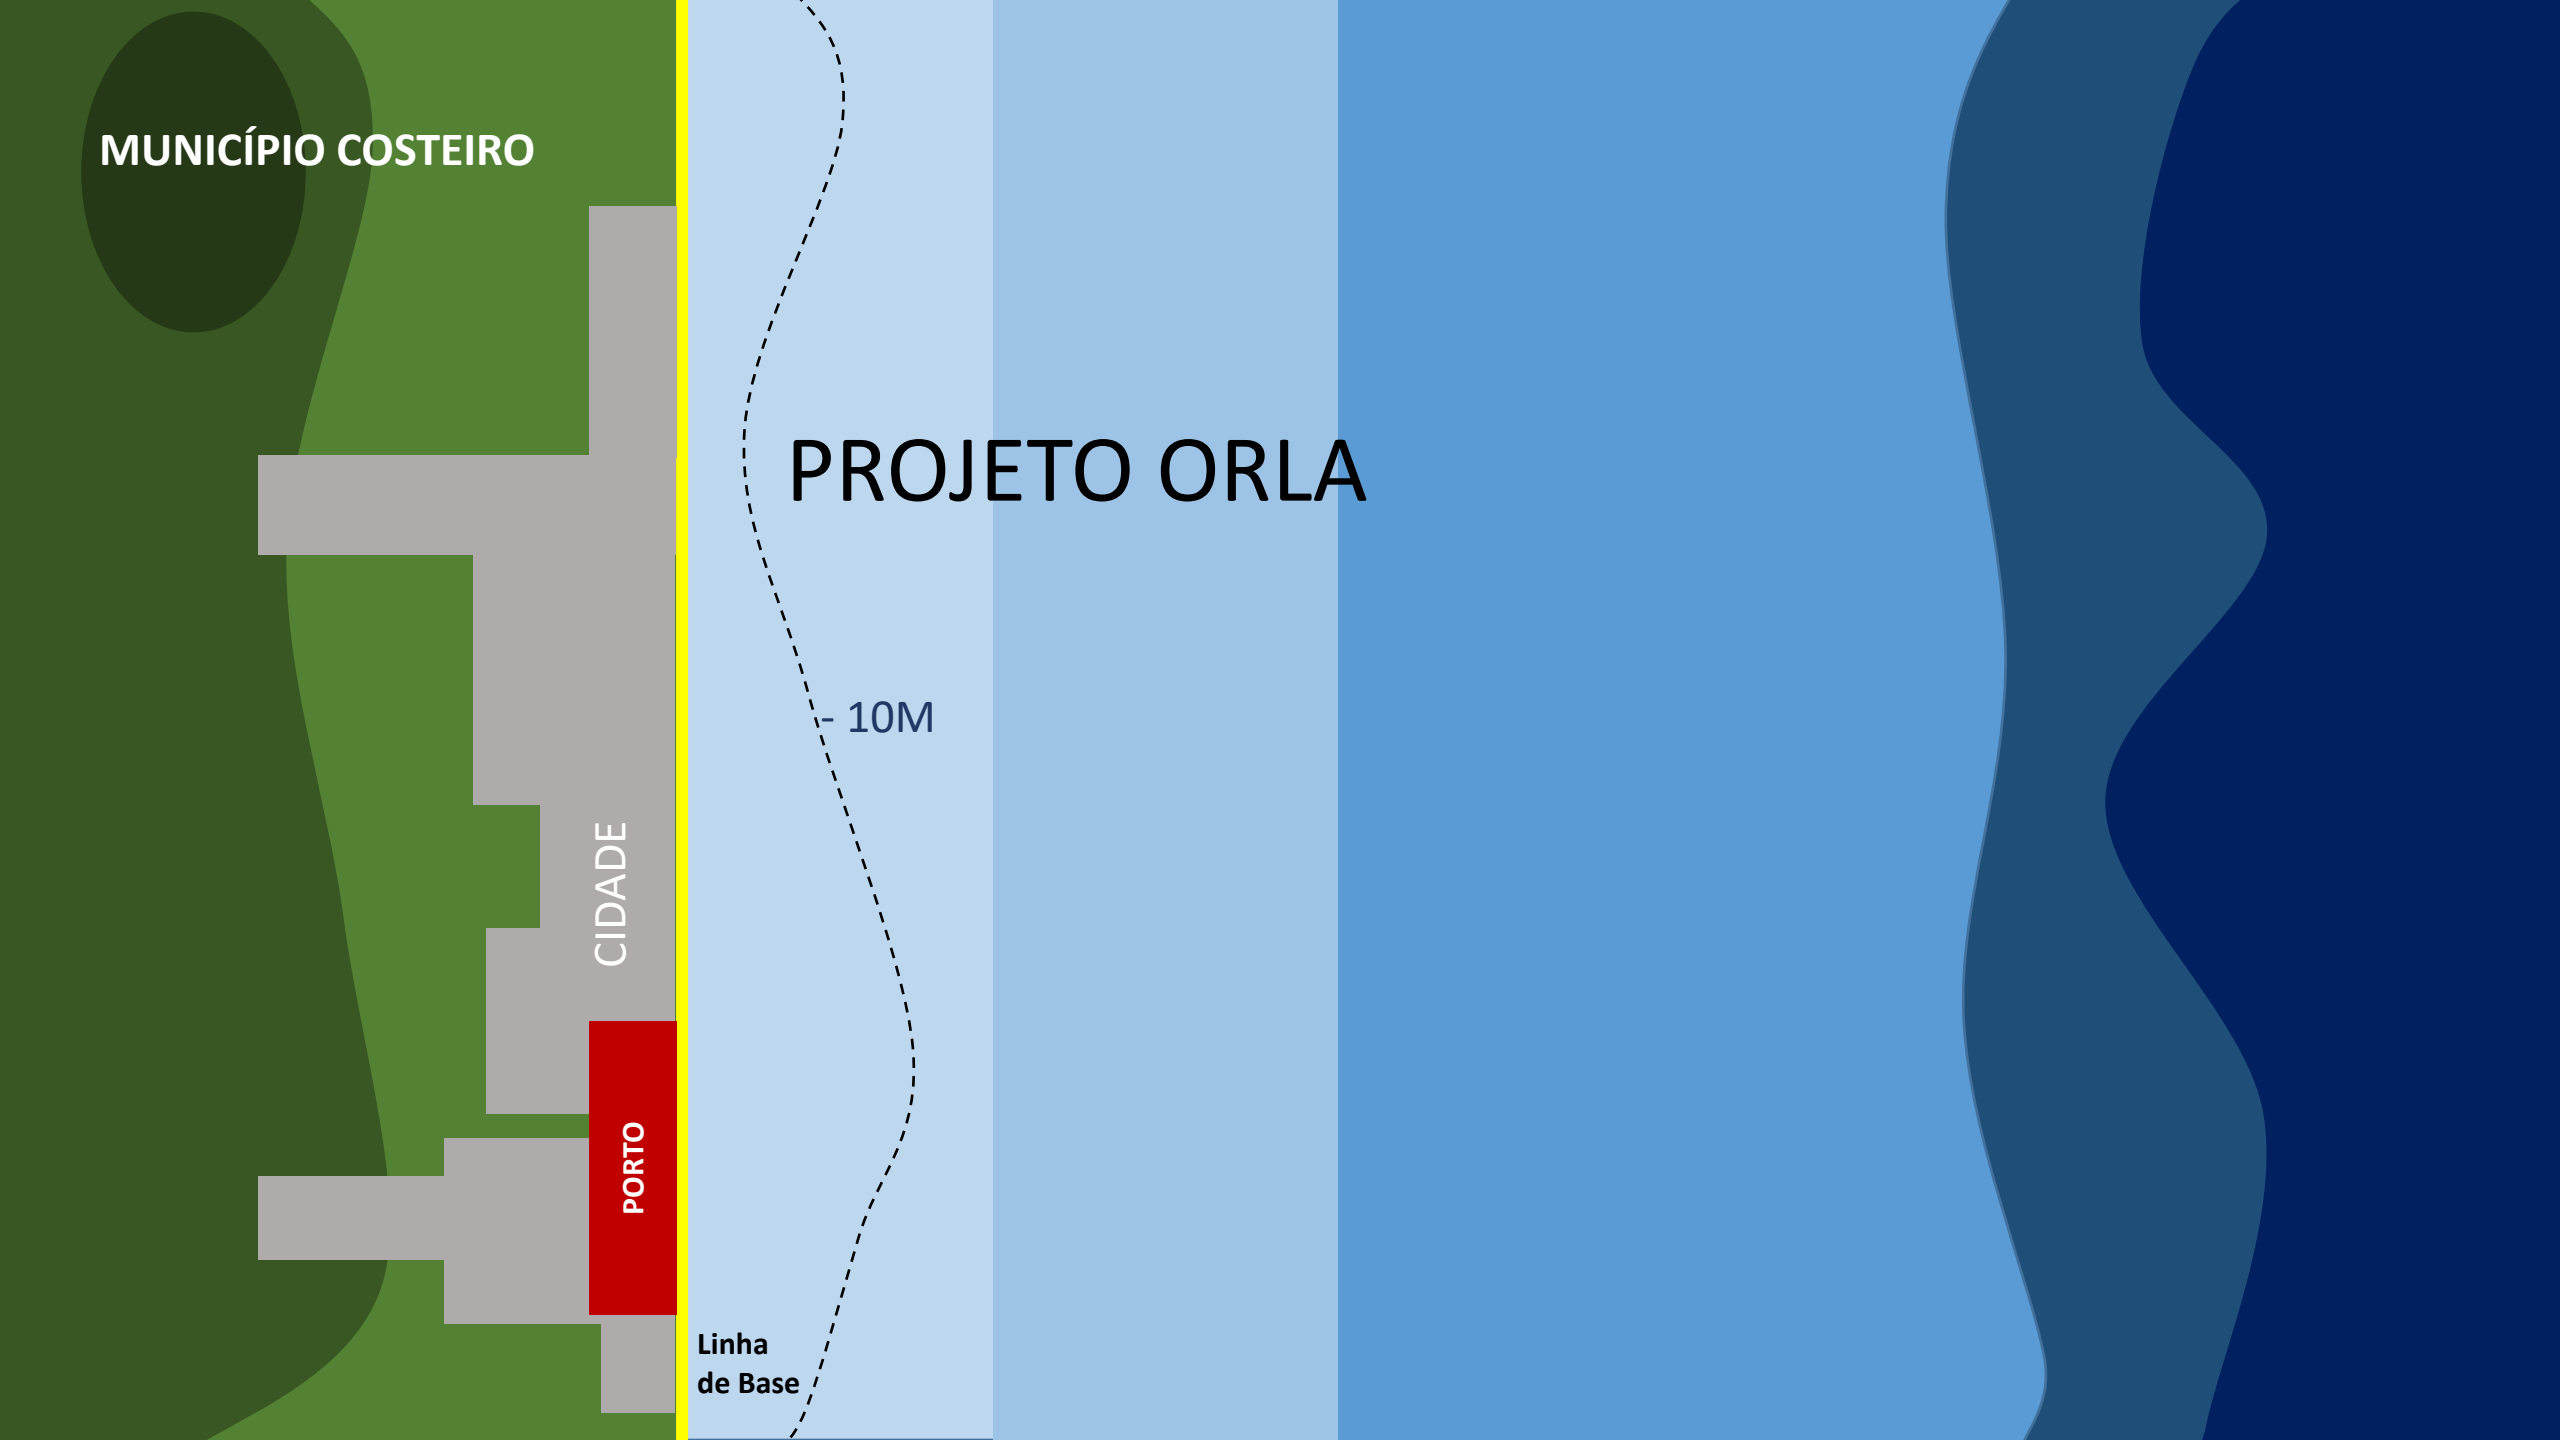 MUNICÍPIO COSTEIRO
PROJETO ORLA
- 10M
CIDADE
PORTO
Linha
de Base